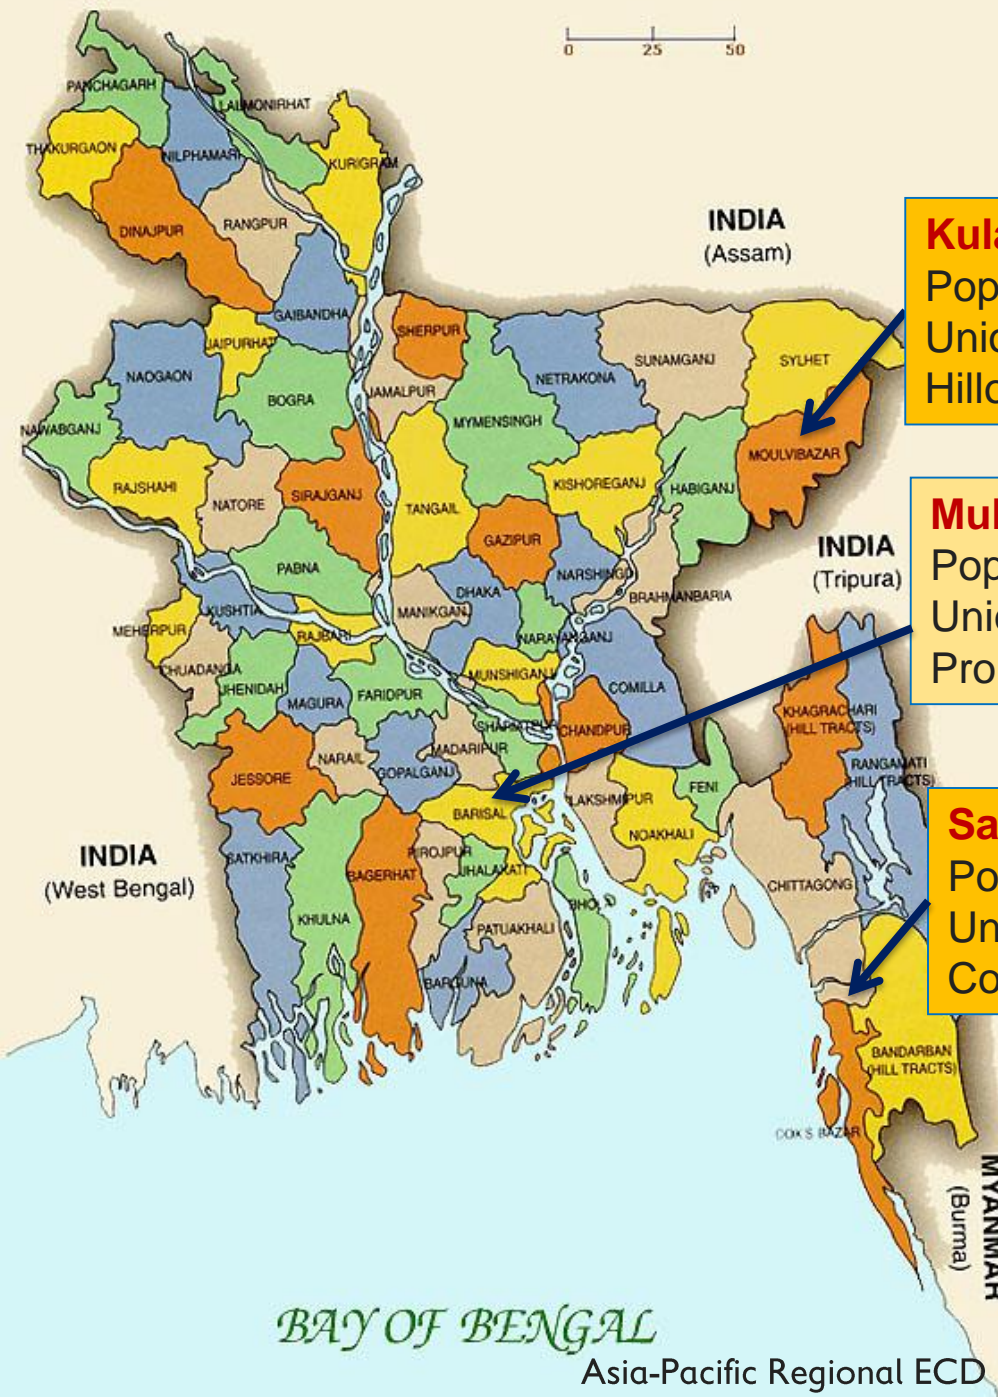 0 25 50
PANCHAGARH
LALMONIRHAT
THAKURGAON
NILPHAMARI
KURIGRAM
DINAJPUR
RANGPUR
INDIA
(Assam)
GAIBANDHA
SHERPUR
JAIPURHAT
NAOGAON
JAMALPUR
BOGRA
NETRAKONA
SUNAMGANJ
SYLHET
MYMENSINGH
NAWABGANJ
RAJSHAHI
NATORE
SIRAJGANJ
TANGAIL
KISHOREGANJ
HABIGANJ
MOULVIBAZAR
GAZIPUR
PABNA
DHAKA
NARSHINGD
INDIA
(Tripura)
KUSHTIA
MANIKGANJ
BRAHMANBARIA
MEHERPUR
RAJBARI
NARAYANGANJ
CHUADANGA
JHENIDAH
MAGURA
FARIDPUR
MUNSHIGANJ
COMILLA
SHARIATPUR
CHANDPUR
KHAGRACHARI
(HILL TRACTS)
JESSORE
NARAIL
GOPALGANJ
MADARIPUR
RANGAMATI
(HILL TRACTS)
FENI
BARISAL
LAKSHMIPUR
NOAKHALI
INDIA
(West Bengal)
SATKHIRA
KHULNA
BAGERHAT
PIROJPUR
JHALAKATI
BHOLA
CHITTAGONG
PATUAKHALI
BARGUNA
BANDARBAN
(HILL TRACTS)
COX'S BAZAR
MYANMAR
(Burma)
BAY OF BENGAL
Kula
Pop
Unio
Hillo
Mul
Pop
Uni
Pro
Sa
Po
Un
Co
Asia-Pacific Regional ECD